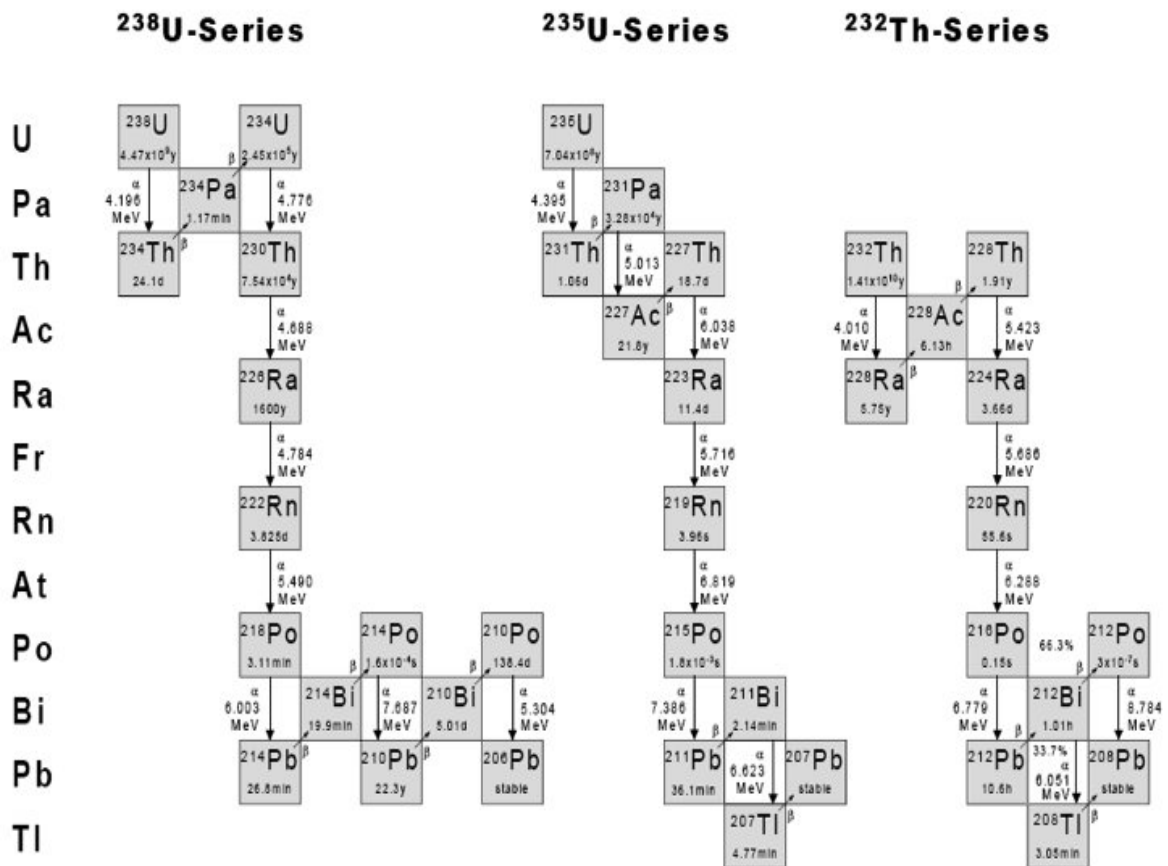 ²³⁸U-Series ²³⁵U-Series ²³²Th-Series
U
²³⁸U ²³⁴U ²³⁵U
4.47x10⁹y 2.45x10⁵y 7.04x10⁸y
β
α α α
²³⁴Pa ²³¹Pa
Pa
4.196 MeV 4.776 MeV 4.395 MeV
1.17min 3.28x10⁴y
β β
Th
²³⁴Th ²³⁰Th ²³¹Th ²²⁷Th ²³²Th ²²⁸Th
α
5.013 MeV
24.1d 7.54x10⁴y 1.06d 18.7d 1.41x10¹⁰y 1.91y
β β
Ac
²²⁷Ac ²²⁸Ac
α α α α
4.688 MeV 6.038 MeV 4.010 MeV 5.423 MeV
21.8y 6.13h
β
Ra
²²⁶Ra ²²³Ra ²²⁸Ra ²²⁴Ra
1600y 11.4d 5.75y 3.66d
Fr
α α α
4.784 MeV 5.716 MeV 5.686 MeV
Rn
²²²Rn ²¹⁹Rn ²²⁰Rn
3.825d 3.96s 55.6s
At
α α α
5.490 MeV 6.819 MeV 6.288 MeV
Po
²¹⁸Po ²¹⁴Po ²¹⁰Po ²¹⁵Po ²¹⁶Po ²¹²Po
66.3%
3.11min 1.6x10⁻⁴s 138.4d 1.8x10⁻³s 0.15s 3x10⁻⁷s
β β β
Bi
²¹⁴Bi ²¹⁰Bi ²¹¹Bi ²¹²Bi
α α α α α α
6.003 MeV 7.687 MeV 5.304 MeV 7.386 MeV 6.779 MeV 8.784 MeV
19.9min 5.01d 2.14min 1.01h
β β β β
Pb
²¹⁴Pb ²¹⁰Pb ²⁰⁶Pb ²¹¹Pb ²⁰⁷Pb ²¹²Pb ²⁰⁸Pb
33.7%
α α
6.623 MeV 6.051 MeV
26.8min 22.3y stable 36.1min stable 10.6h stable
β β
Tl
²⁰⁷Tl ²⁰⁸Tl
4.77min 3.05min